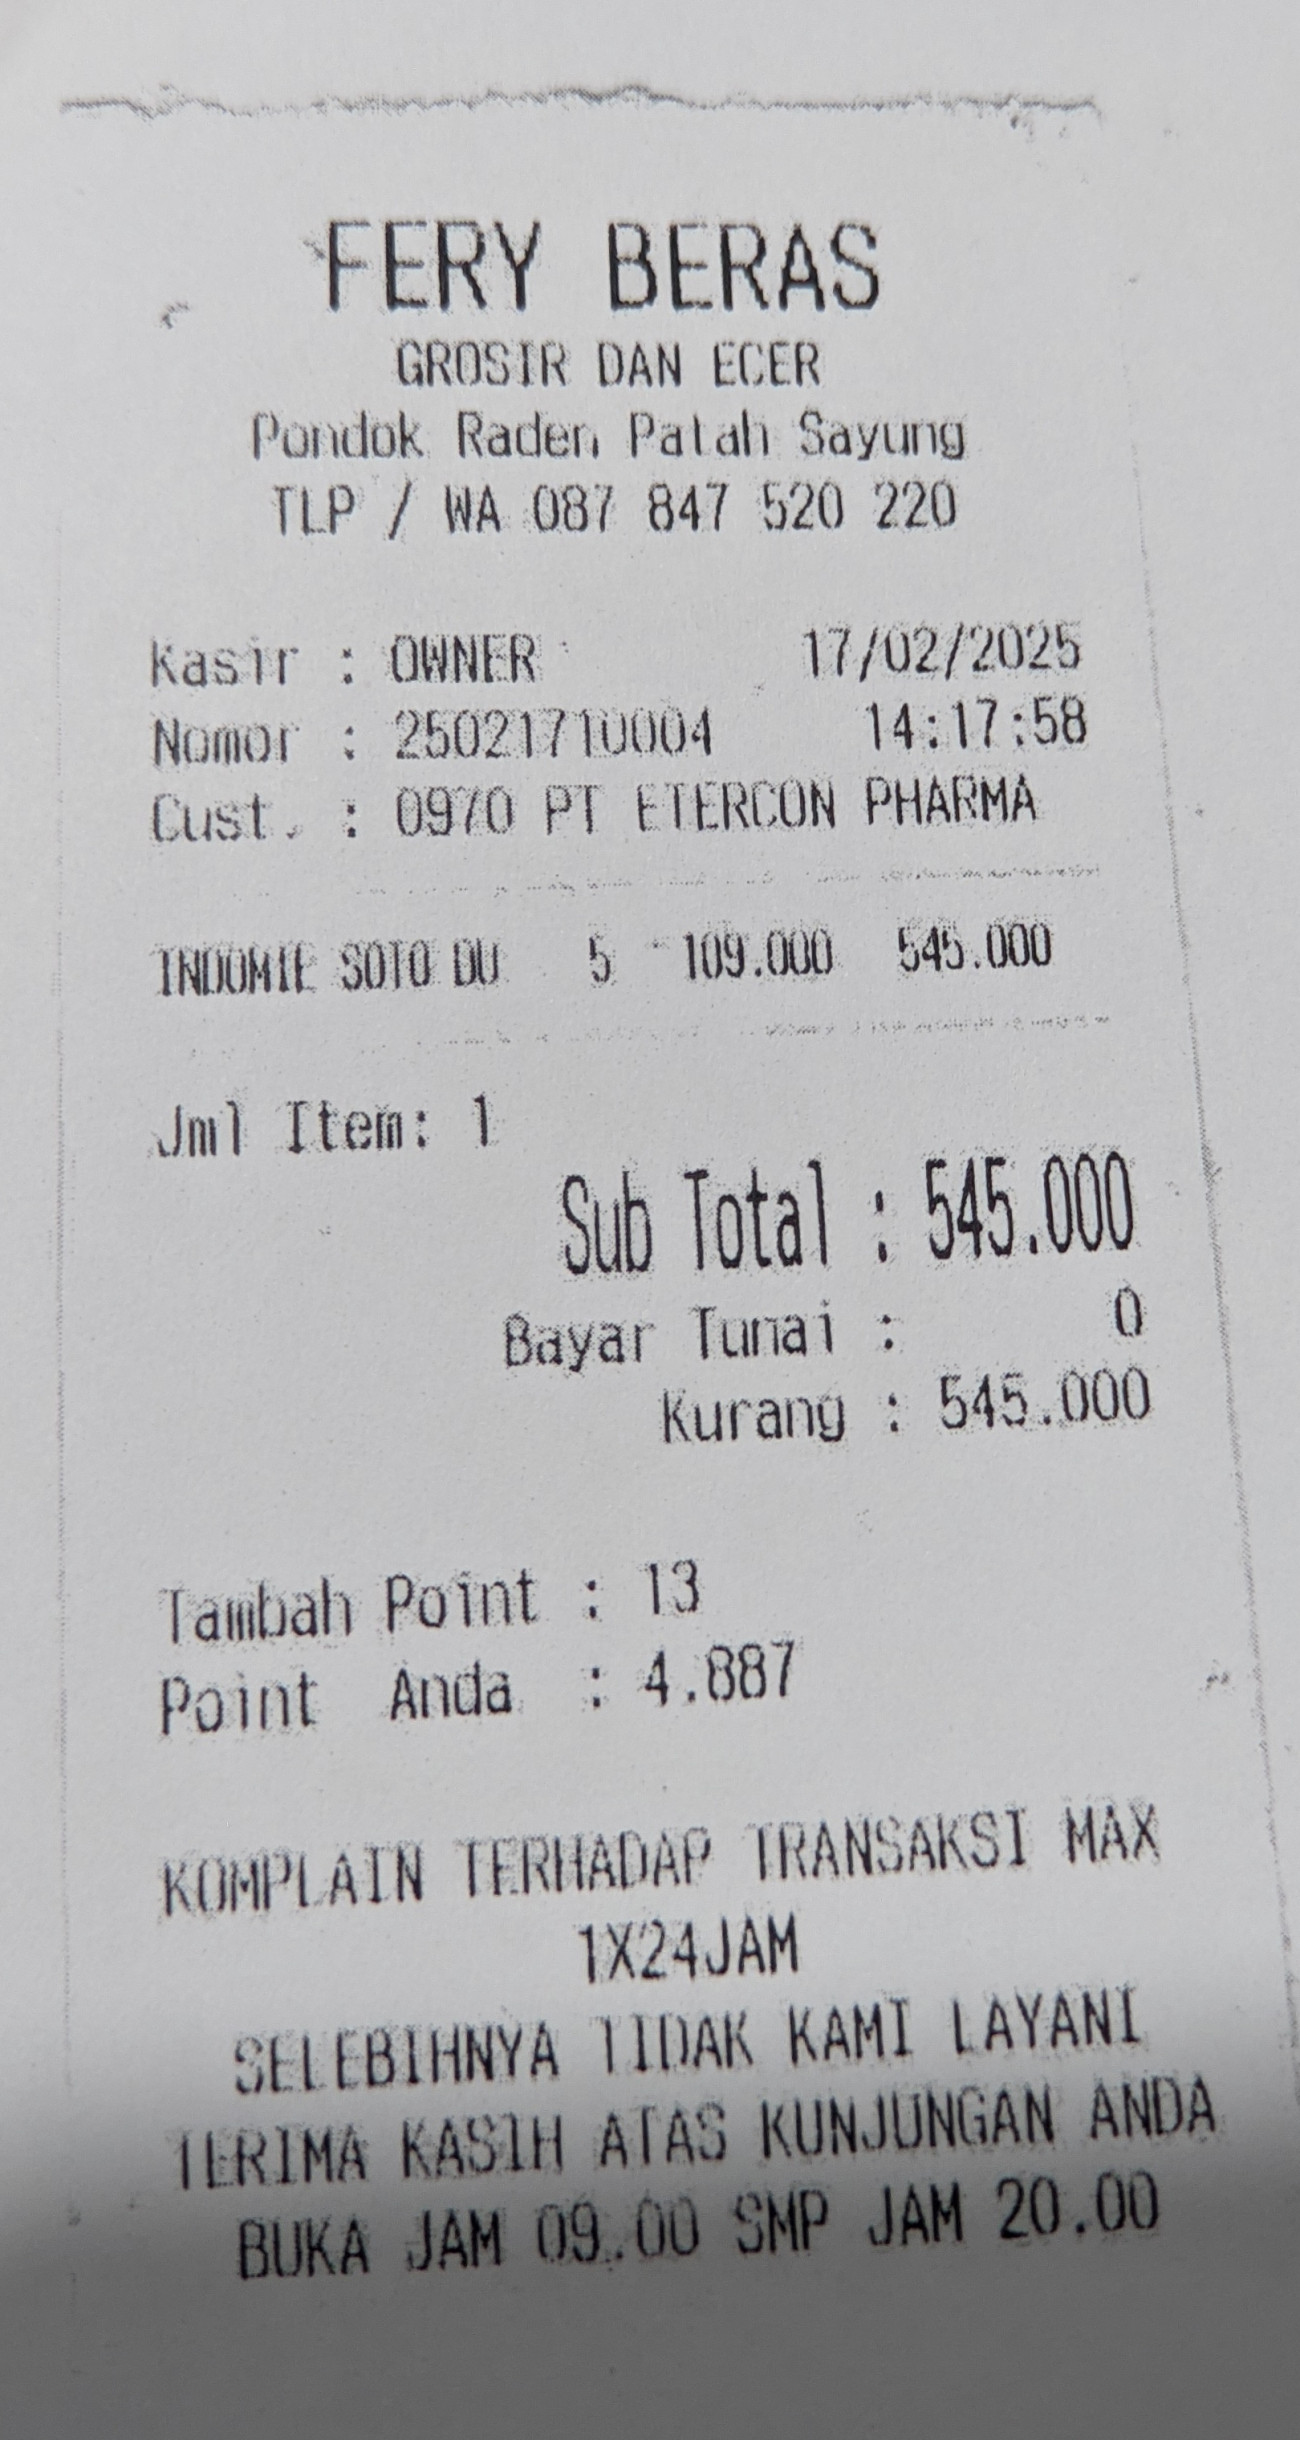 FERY BERAS
GROSIR DAN ECER
Pondok Raden Patah Sayung
TLP / WA 087 847 520 220
Kasir : OWNER 17/02/2025
Nomor : 25021710004 14:17:58
Cust. : 0970 PT ETERCON PHARMA
INDOMIE SOTO DU 5 109.000 545.000
Jml Item: 1
Sub Total : 545.000
Bayar Tunai : 0
Kurang : 545.000
Tambah Point : 13
Point Anda : 4.887
KOMPLAIN TERHADAP TRANSAKSI MAX
1X24JAM
SELEBIHNYA TIDAK KAMI LAYANI
TERIMA KASIH ATAS KUNJUNGAN ANDA
BUKA JAM 09.00 SMP JAM 20.00